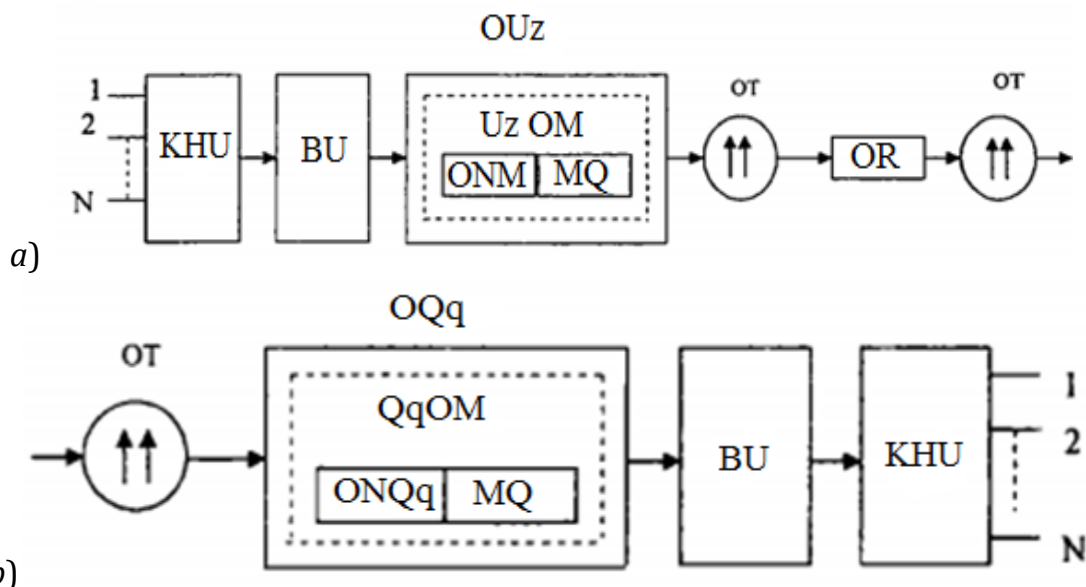 OUz
OT OT
1
2
N
KHU BU Uz OM
ONM MQ
OR
a)
OQq
OT
QqOM
ONQq MQ
BU KHU
1
2
N
b)